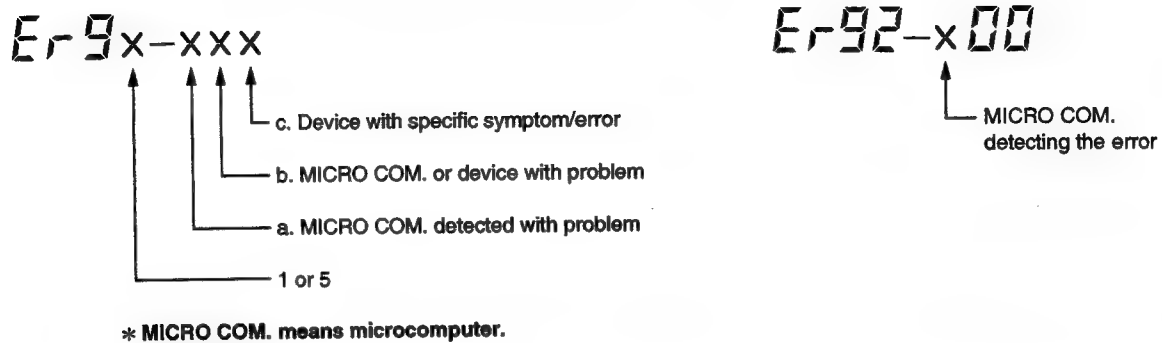 Er9x-xxx
c. Device with specific symptom/error
b. MICRO COM. or device with problem
a. MICRO COM. detected with problem
1 or 5
* MICRO COM. means microcomputer.
Er92-x00
MICRO COM.
detecting the error